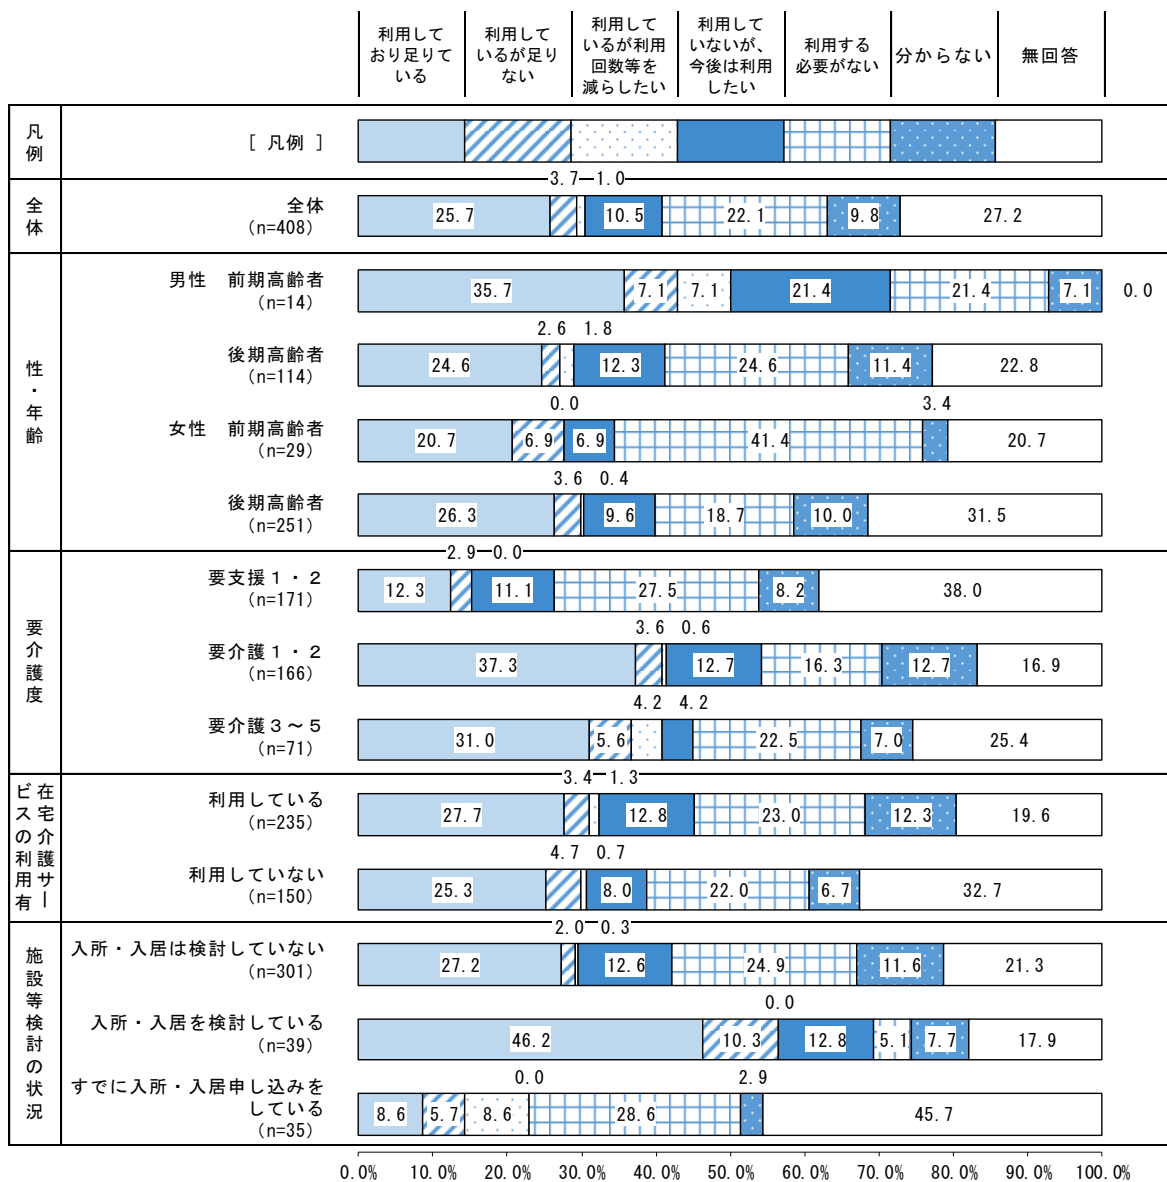 利用して
おり足りて
いる
利用して
いるが足り
ない
利用して
いるが利用
回数等を
減らしたい
利用して
いないが、
今後は利用
したい
利用する
必要がない
分からない
無回答
凡例
[ 凡例 ]
全体
3.7 1.0
全体
(n=408)
25.7 10.5 22.1 9.8 27.2
性・年齢
男性 前期高齢者
(n=14)
35.7 7.1 7.1 21.4 21.4 7.1 0.0
2.6 1.8
後期高齢者
(n=114)
24.6 12.3 24.6 11.4 22.8
0.0 3.4
女性 前期高齢者
(n=29)
20.7 6.9 6.9 41.4 20.7
3.6 0.4
後期高齢者
(n=251)
26.3 9.6 18.7 10.0 31.5
要介護度
2.9 0.0
要支援1・2
(n=171)
12.3 11.1 27.5 8.2 38.0
3.6 0.6
要介護1・2
(n=166)
37.3 12.7 16.3 12.7 16.9
4.2 4.2
要介護3~5
(n=71)
31.0 5.6 22.5 7.0 25.4
在宅介護サー
ビスの利用有
3.4 1.3
利用している
(n=235)
27.7 12.8 23.0 12.3 19.6
4.7 0.7
利用していない
(n=150)
25.3 8.0 22.0 6.7 32.7
施設等検討の状況
2.0 0.3
入所・入居は検討していない
(n=301)
27.2 12.6 24.9 11.6 21.3
0.0
入所・入居を検討している
(n=39)
46.2 10.3 12.8 5.1 7.7 17.9
0.0 2.9
すでに入所・入居申し込みを
している
(n=35)
8.6 5.7 8.6 28.6 45.7
0.0% 10.0% 20.0% 30.0% 40.0% 50.0% 60.0% 70.0% 80.0% 90.0% 100.0%